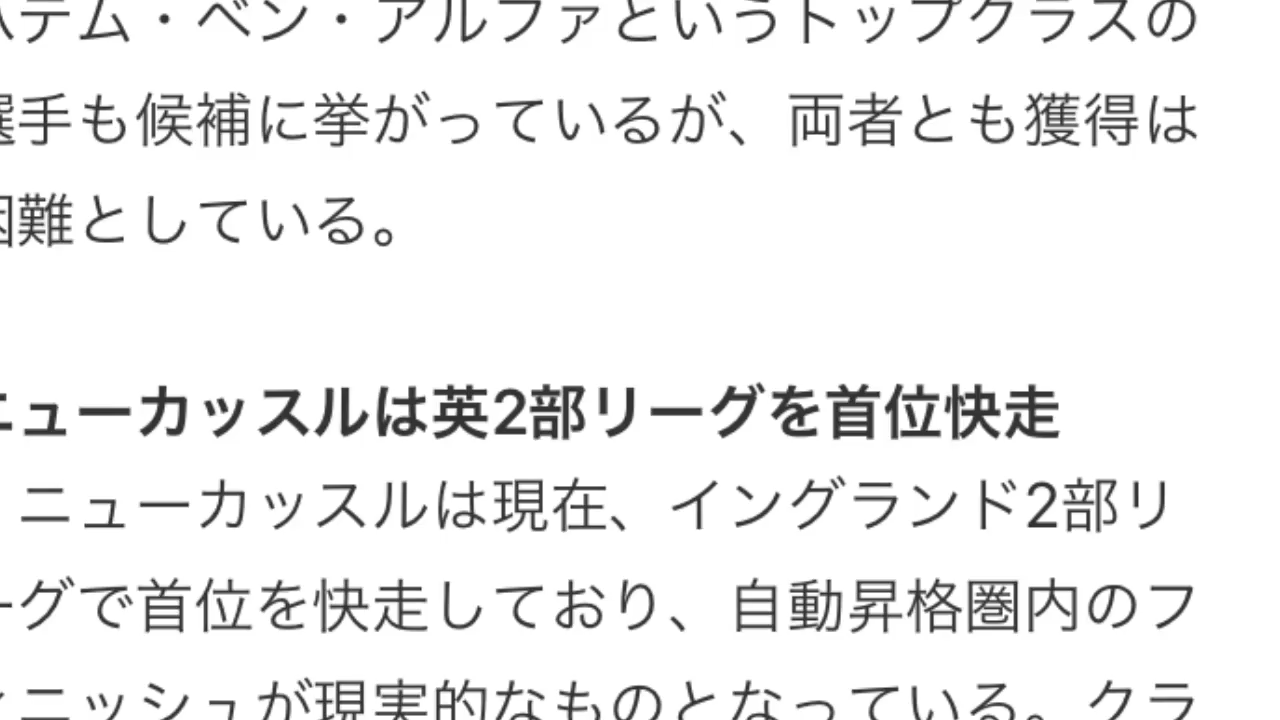 ハテム・ベン・アルファというトップクラスの
選手も候補に挙がっているが、両者とも獲得は
困難としている。
ニューカッスルは英2部リーグを首位快走
ニューカッスルは現在、イングランド2部リ
ーグで首位を快走しており、自動昇格圏内のフ
ィニッシュが現実的なものとなっている。クラ